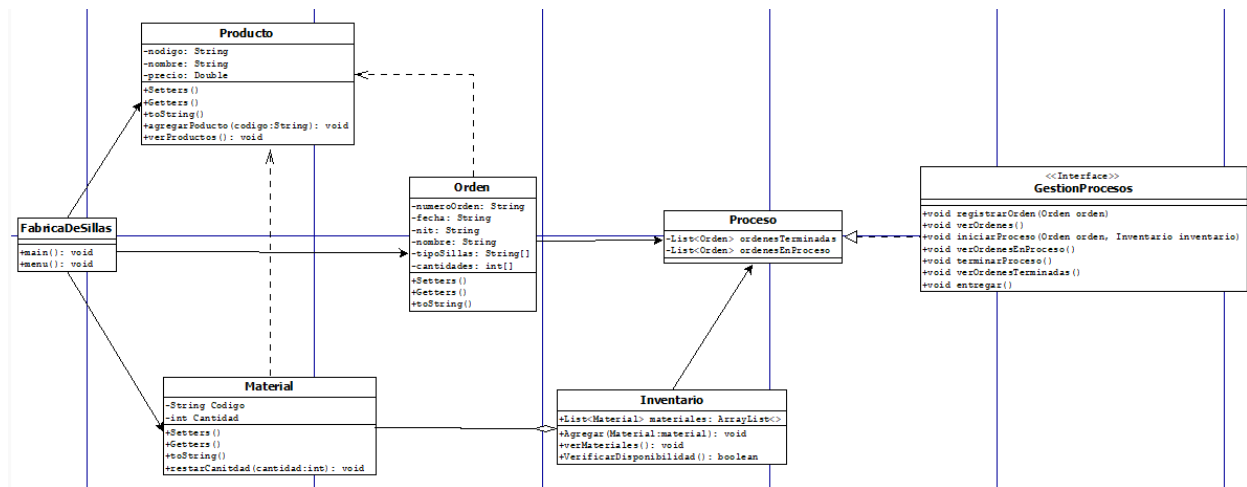 Producto
-nodigo: String
-nombre: String
-precio: Double
+Setters()
+Getters()
+toString()
+agregarPoducto(codigo:String): void
+verProductos(): void
FabricaDeSillas
+main(): void
+menu(): void
Orden
-numeroOrden: String
-fecha: String
-nit: String
-nombre: String
-tipoSillas: String[]
-cantidades: int[]
+Setters()
+Getters()
+toString()
Proceso
-List<Orden> ordenesTerminadas
-List<Orden> ordenesEnProceso
<<Interface>>
GestionProcesos
+void registrarOrden(Orden orden)
+void verOrdenes()
+void iniciarProceso(Orden orden, Inventario inventario)
+void verOrdenesEnProceso()
+void terminarProceso()
+void verOrdenesTerminadas()
+void entregar()
Material
-String Codigo
-int Cantidad
+Setters()
+Getters()
+toString()
+restarCanitdad(cantidad:int): void
Inventario
+List<Material> materiales: ArrayList<>
+Agregar(Material:material): void
+verMateriales(): void
+VerificarDisponibilidad(): boolean